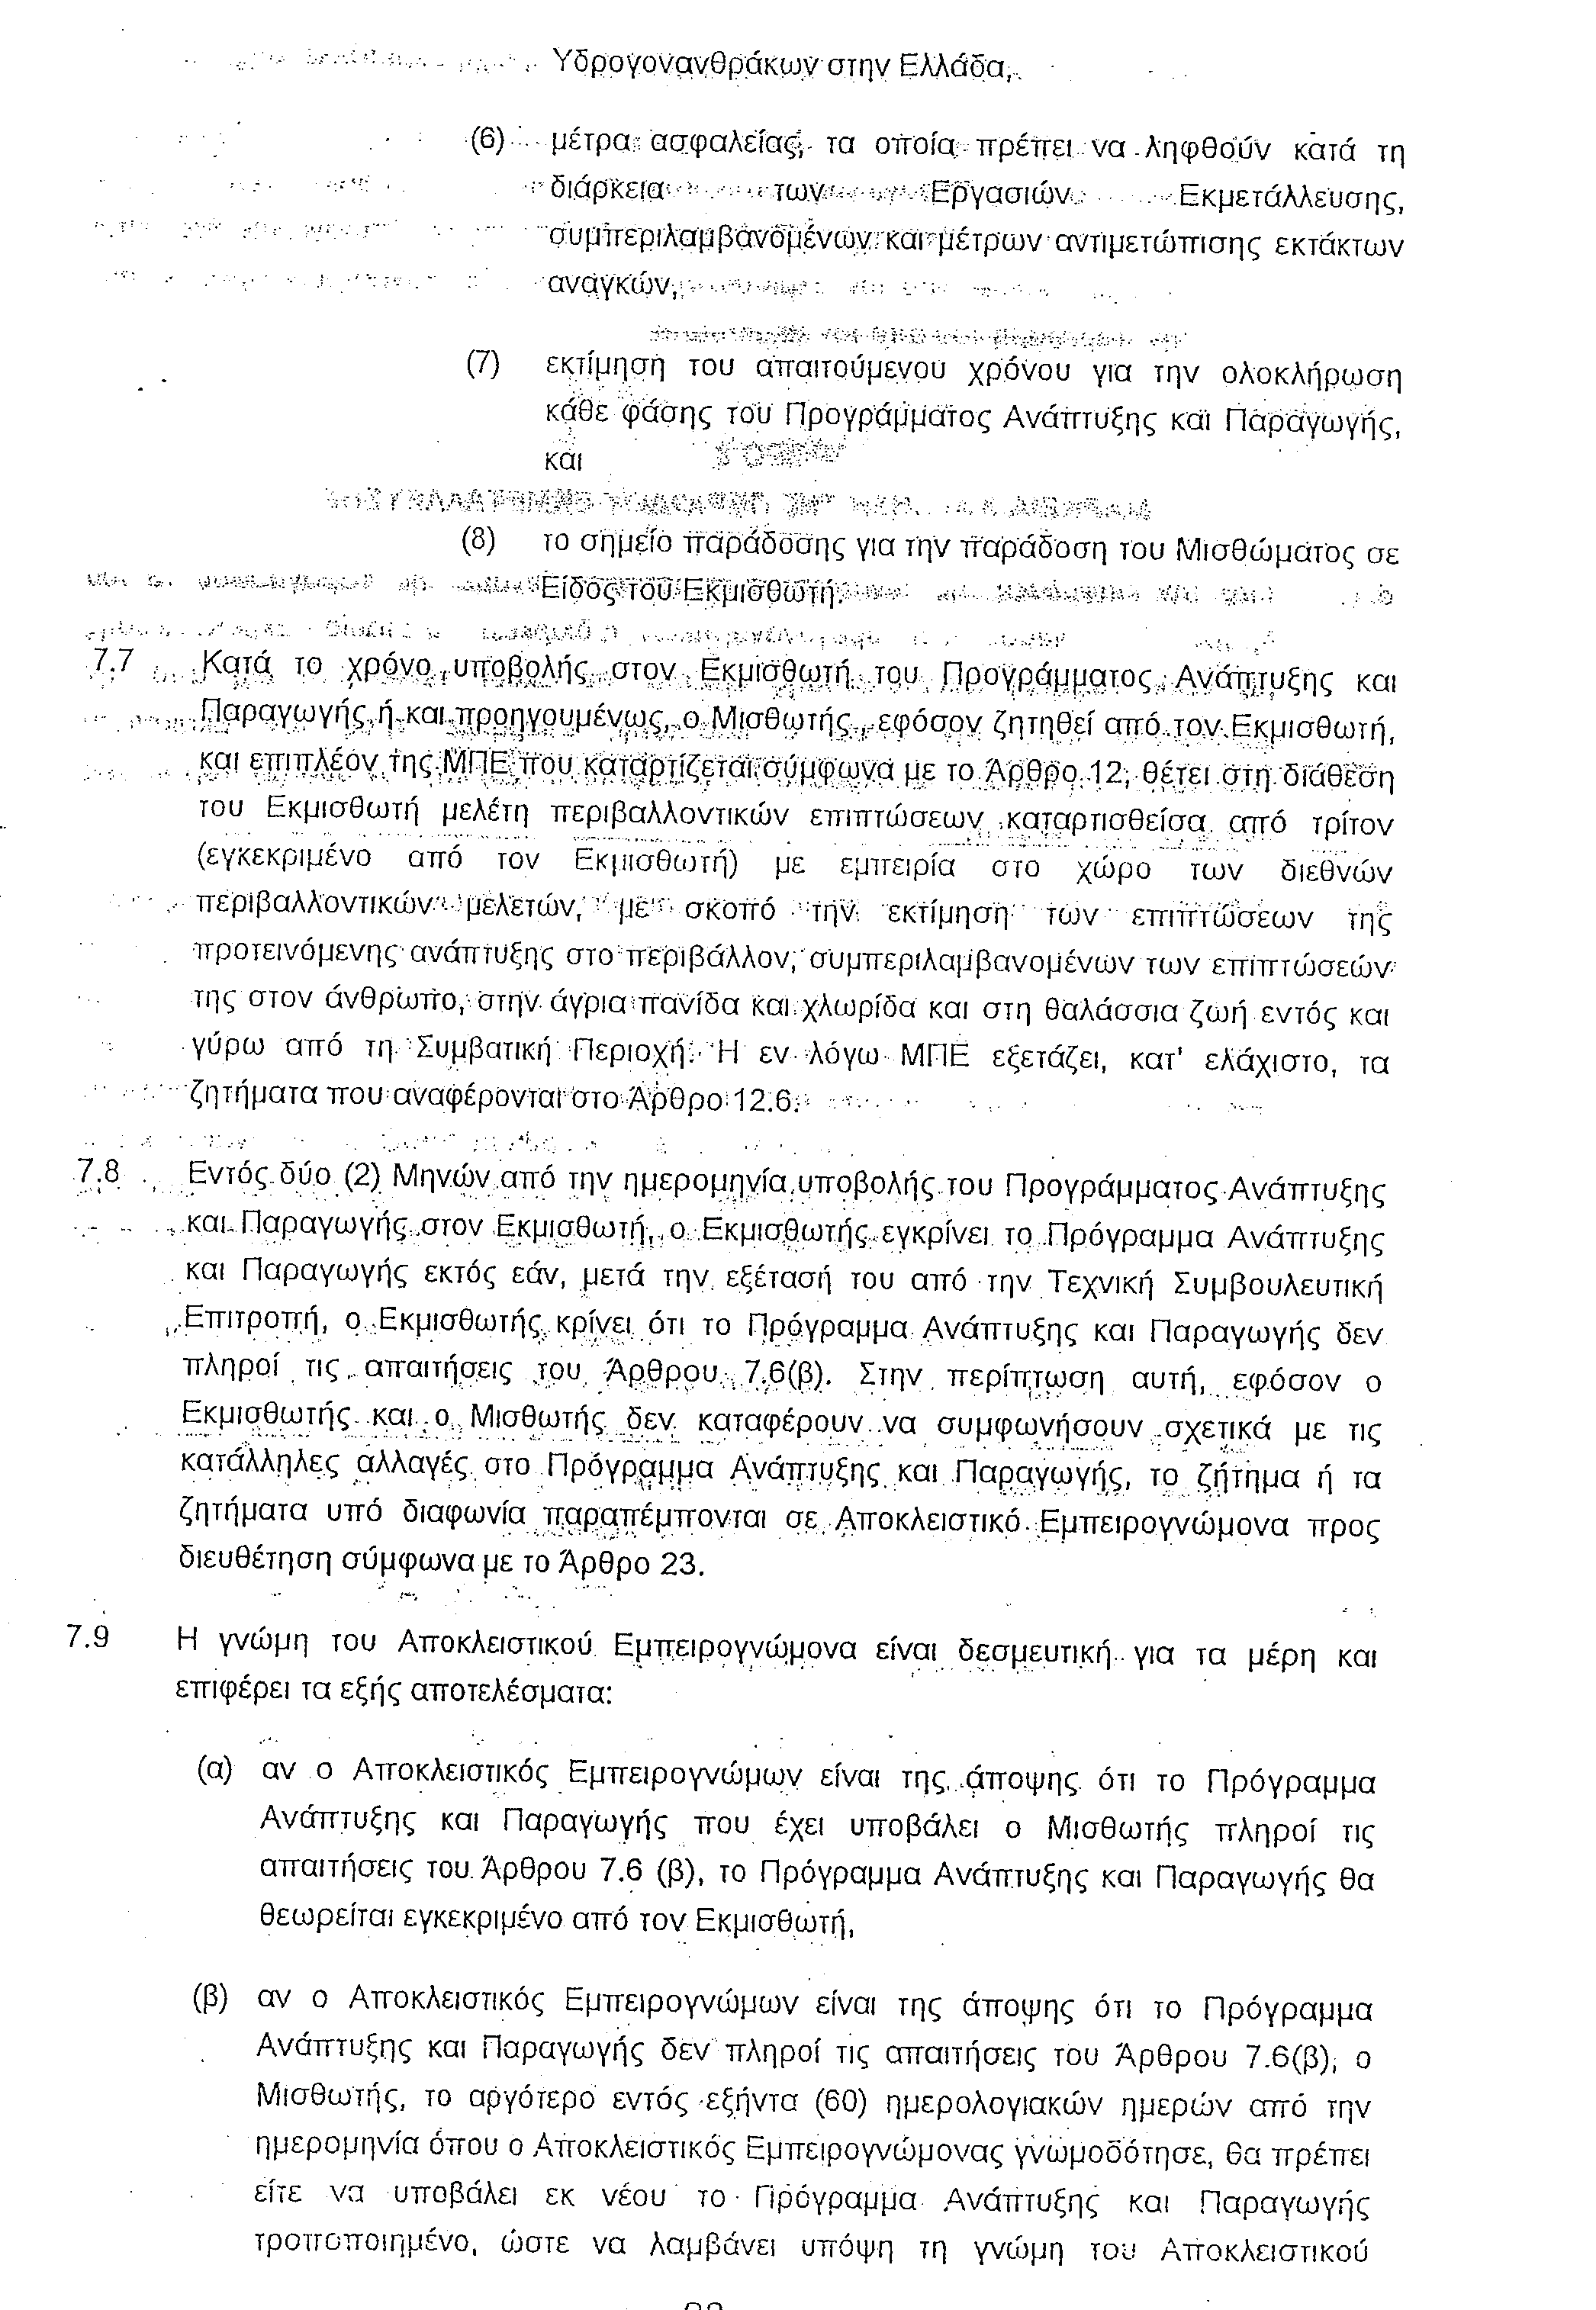 Υδρογονανθράκων στην Ελλάδα,
(6) μέτρα ασφαλείας, τα οποία πρέπει να ληφθούν κατά τη
διάρκεια των Εργασιών Εκμετάλλευσης,
συμπεριλαμβανομένων και μέτρων αντιμετώπισης εκτάκτων
αναγκών,
(7) εκτίμηση του απαιτούμενου χρόνου για την ολοκλήρωση
κάθε φάσης του Προγράμματος Ανάπτυξης και Παραγωγής,
και
(8) το σημείο παράδοσης για την παράδοση του Μισθώματος σε
Είδος του Εκμισθωτή.
7.7 Κατά το χρόνο υποβολής στον Εκμισθωτή του Προγράμματος Ανάπτυξης και
Παραγωγής ή και προηγουμένως, ο Μισθωτής, εφόσον ζητηθεί από τον Εκμισθωτή,
και επιπλέον της ΜΠΕ που καταρτίζεται σύμφωνα με το Άρθρο 12, θέτει στη διάθεση
του Εκμισθωτή μελέτη περιβαλλοντικών επιπτώσεων καταρτισθείσα από τρίτον
(εγκεκριμένο από τον Εκμισθωτή) με εμπειρία στο χώρο των διεθνών
περιβαλλοντικών μελετών, με σκοπό την εκτίμηση των επιπτώσεων της
προτεινόμενης ανάπτυξης στο περιβάλλον, συμπεριλαμβανομένων των επιπτώσεών
της στον άνθρωπο, στην άγρια πανίδα και χλωρίδα και στη θαλάσσια ζωή εντός και
γύρω από τη Συμβατική Περιοχή. Η εν λόγω ΜΠΕ εξετάζει, κατ' ελάχιστο, τα
ζητήματα που αναφέρονται στο Άρθρο 12.6.
7.8 Εντός δύο (2) Μηνών από την ημερομηνία υποβολής του Προγράμματος Ανάπτυξης
και Παραγωγής στον Εκμισθωτή, ο Εκμισθωτής εγκρίνει το Πρόγραμμα Ανάπτυξης
και Παραγωγής εκτός εάν, μετά την εξέτασή του από την Τεχνική Συμβουλευτική
Επιτροπή, ο Εκμισθωτής κρίνει ότι το Πρόγραμμα Ανάπτυξης και Παραγωγής δεν
πληροί τις απαιτήσεις του Άρθρου 7.6(β). Στην περίπτωση αυτή, εφόσον ο
Εκμισθωτής και ο Μισθωτής δεν καταφέρουν να συμφωνήσουν σχετικά με τις
κατάλληλες αλλαγές στο Πρόγραμμα Ανάπτυξης και Παραγωγής, το ζήτημα ή τα
ζητήματα υπό διαφωνία παραπέμπονται σε Αποκλειστικό Εμπειρογνώμονα προς
διευθέτηση σύμφωνα με το Άρθρο 23.
7.9 Η γνώμη του Αποκλειστικού Εμπειρογνώμονα είναι δεσμευτική για τα μέρη και
επιφέρει τα εξής αποτελέσματα:
(α) αν ο Αποκλειστικός Εμπειρογνώμων είναι της άποψης ότι το Πρόγραμμα
Ανάπτυξης και Παραγωγής που έχει υποβάλει ο Μισθωτής πληροί τις
απαιτήσεις του Άρθρου 7.6 (β), το Πρόγραμμα Ανάπτυξης και Παραγωγής θα
θεωρείται εγκεκριμένο από τον Εκμισθωτή,
(β) αν ο Αποκλειστικός Εμπειρογνώμων είναι της άποψης ότι το Πρόγραμμα
Ανάπτυξης και Παραγωγής δεν πληροί τις απαιτήσεις του Άρθρου 7.6(β), ο
Μισθωτής, το αργότερο εντός εξήντα (60) ημερολογιακών ημερών από την
ημερομηνία όπου ο Αποκλειστικός Εμπειρογνώμονας γνωμοδότησε, θα πρέπει
είτε να υποβάλει εκ νέου το Πρόγραμμα Ανάπτυξης και Παραγωγής
τροποποιημένο, ώστε να λαμβάνει υπόψη τη γνώμη του Αποκλειστικού